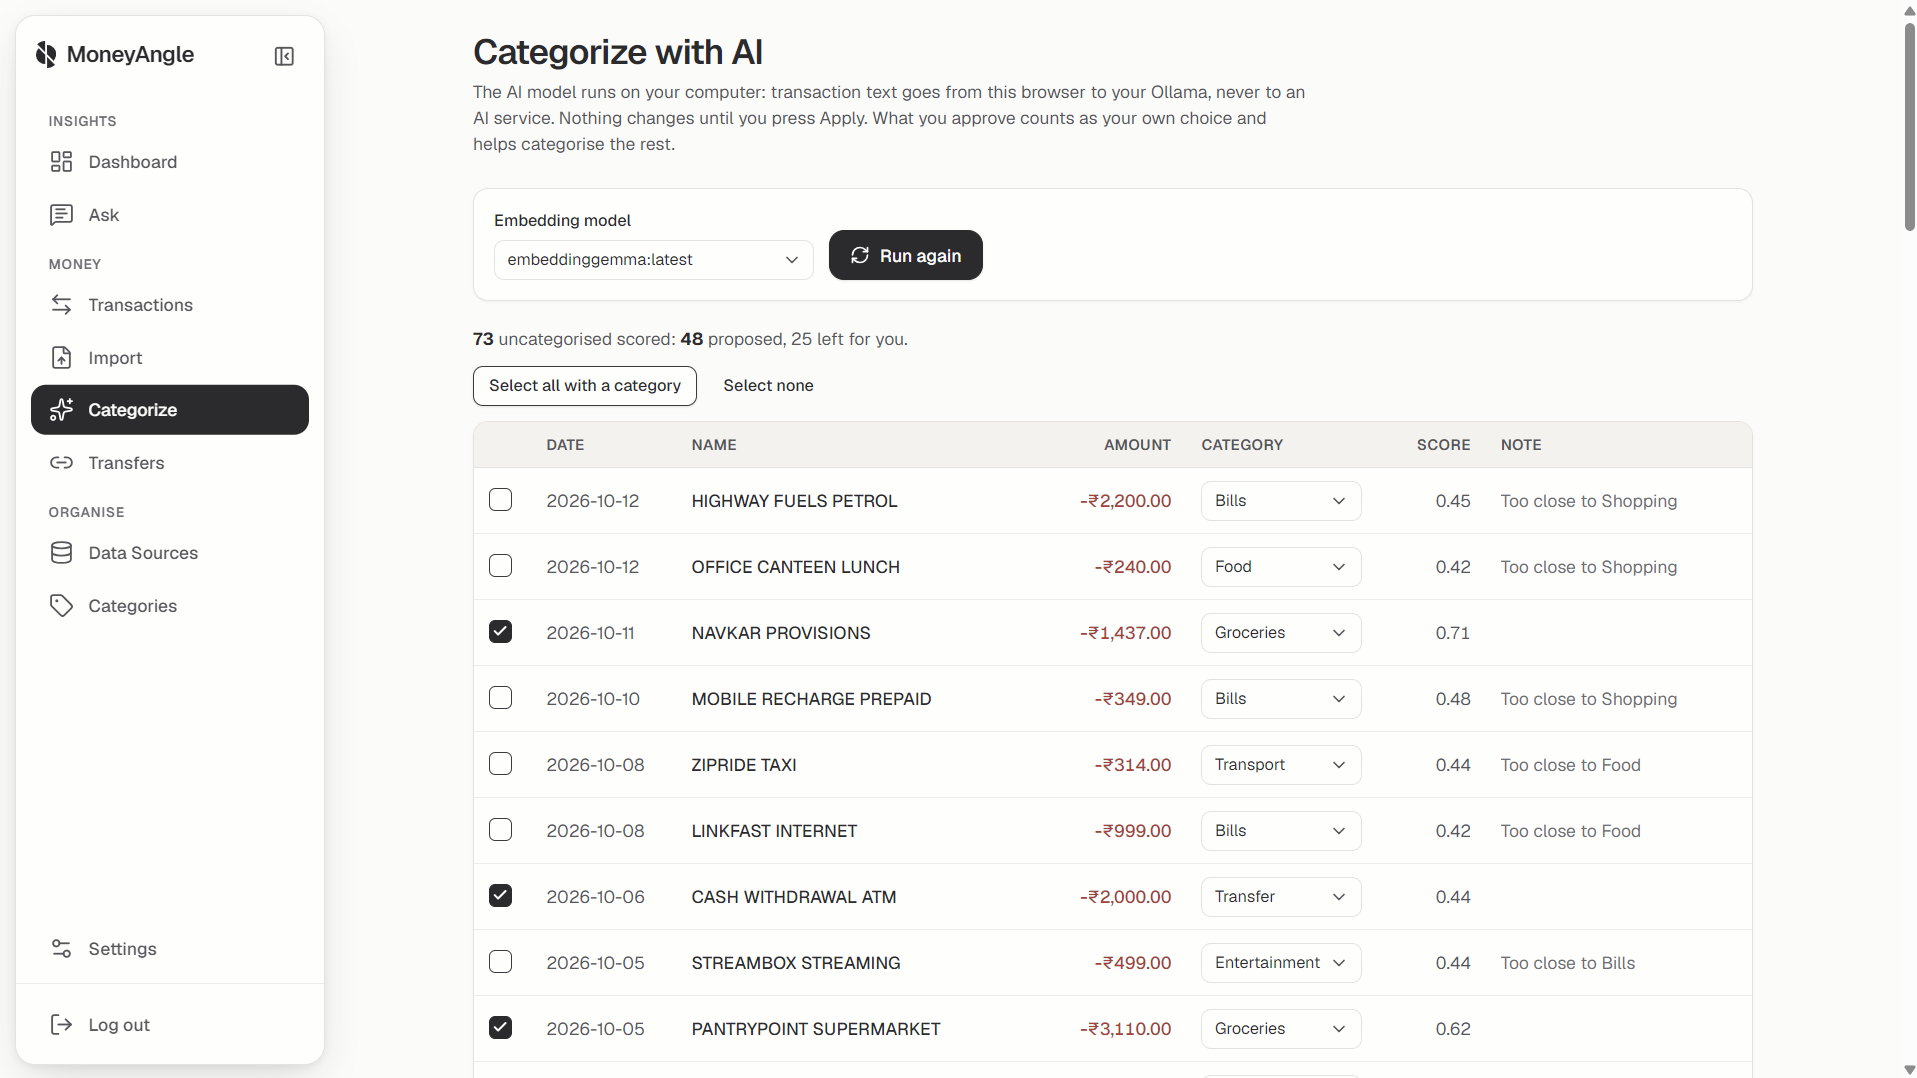 MoneyAngle
INSIGHTS
Dashboard
Ask
MONEY
Transactions
Import
Categorize
Transfers
ORGANISE
Data Sources
Categories
Settings
Log out
Categorize with AI
The AI model runs on your computer: transaction text goes from this browser to your Ollama, never to an
AI service. Nothing changes until you press Apply. What you approve counts as your own choice and
helps categorise the rest.
Embedding model
embeddinggemma:latest
Run again
73 uncategorised scored: 48 proposed, 25 left for you.
Select all with a category Select none
DATE NAME AMOUNT CATEGORY SCORE NOTE
2026-10-12 HIGHWAY FUELS PETROL -₹2,200.00 Bills 0.45 Too close to Shopping
2026-10-12 OFFICE CANTEEN LUNCH -₹240.00 Food 0.42 Too close to Shopping
2026-10-11 NAVKAR PROVISIONS -₹1,437.00 Groceries 0.71
2026-10-10 MOBILE RECHARGE PREPAID -₹349.00 Bills 0.48 Too close to Shopping
2026-10-08 ZIPRIDE TAXI -₹314.00 Transport 0.44 Too close to Food
2026-10-08 LINKFAST INTERNET -₹999.00 Bills 0.42 Too close to Food
2026-10-06 CASH WITHDRAWAL ATM -₹2,000.00 Transfer 0.44
2026-10-05 STREAMBOX STREAMING -₹499.00 Entertainment 0.44 Too close to Bills
2026-10-05 PANTRYPOINT SUPERMARKET -₹3,110.00 Groceries 0.62